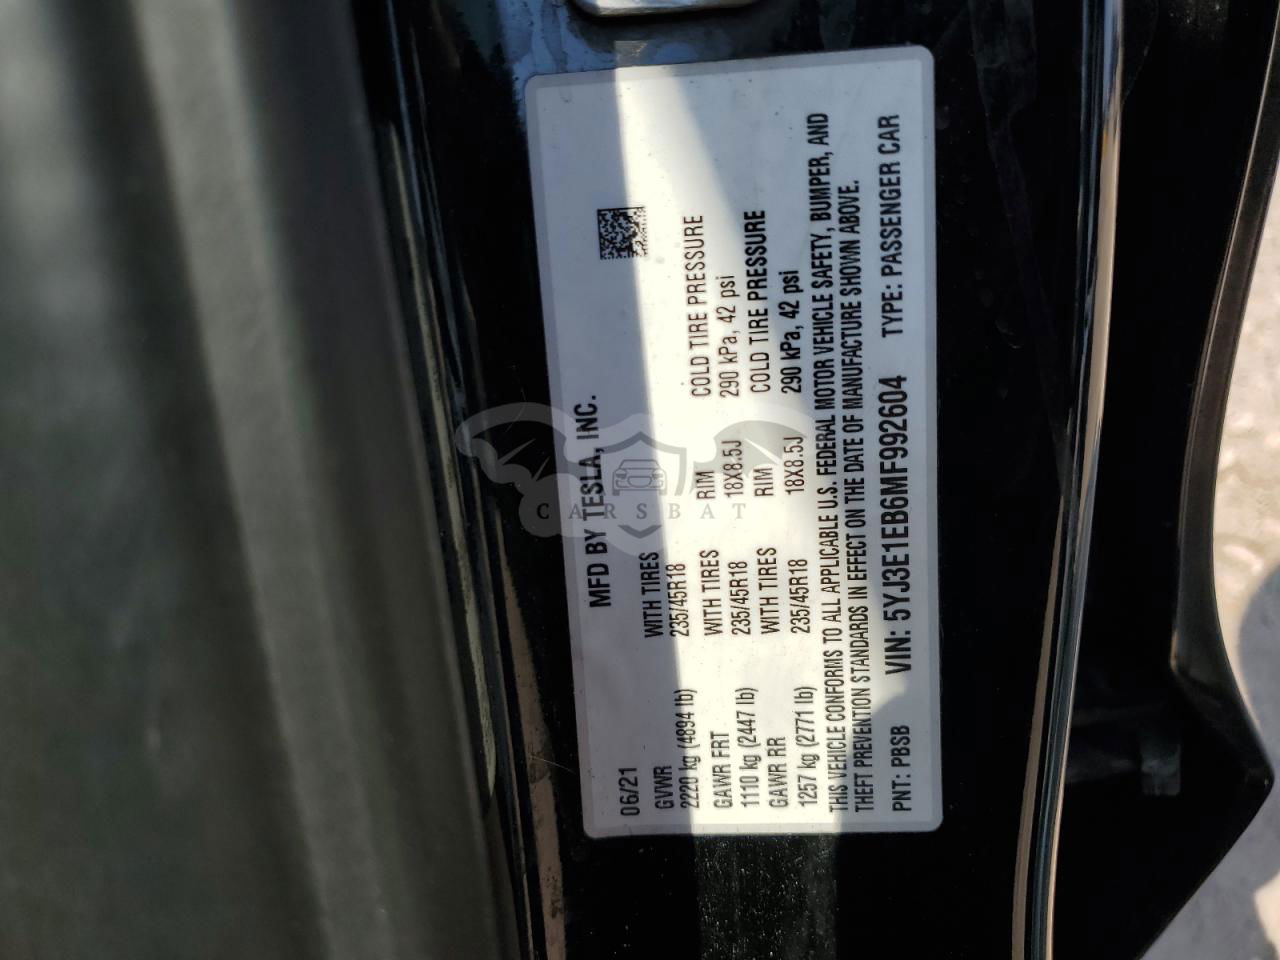 MFD BY TESLA, INC.
06/21
GVWR WITH TIRES RIM COLD TIRE PRESSURE
2220 kg (4894 lb) 235/45R18 18X8.5J 290 kPa, 42 psi
GAWR FRT WITH TIRES RIM COLD TIRE PRESSURE
1110 kg (2447 lb) 235/45R18 18X8.5J 290 kPa, 42 psi
GAWR RR WITH TIRES
1257 kg (2771 lb) 235/45R18
THIS VEHICLE CONFORMS TO ALL APPLICABLE U.S. FEDERAL MOTOR VEHICLE SAFETY, BUMPER, AND
THEFT PREVENTION STANDARDS IN EFFECT ON THE DATE OF MANUFACTURE SHOWN ABOVE.
PNT: PBSB VIN: 5YJ3E1EB6MF992604 TYPE: PASSENGER CAR
CARSBAT